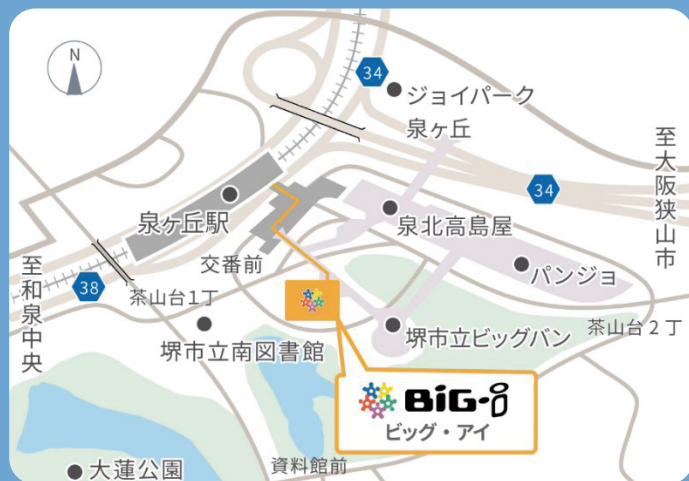 N
34
ジョイパーク
泉ヶ丘
至大阪狭山市
34
泉ヶ丘駅
泉北高島屋
交番前
パンジョ
至和泉中央
38
茶山台1丁
茶山台2丁
堺市立南図書館
堺市立ビッグバン
BiG-i
ビッグ・アイ
大蓮公園
資料館前